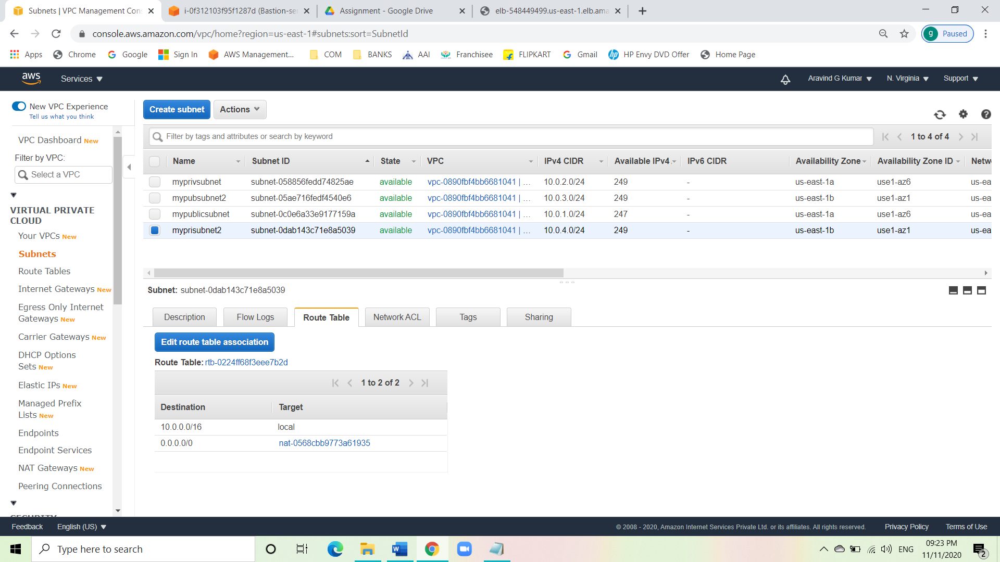 Subnets | VPC Management Con
i-0f312103f95f1287d (Bastion-se
Assignment - Google Drive
elb-548449499.us-east-1.elb.ama
console.aws.amazon.com/vpc/home?region=us-east-1#subnets:sort=SubnetId
g Paused
Apps Chrome Google Sign In AWS Management... COM BANKS AAI Franchisee FLIPKART Gmail HP Envy DVD Offer Home Page
aws Services Aravind G Kumar N. Virginia Support
New VPC Experience
Tell us what you think
VPC Dashboard New
Filter by VPC:
Select a VPC
VIRTUAL PRIVATE
CLOUD
Your VPCs New
Subnets
Route Tables
Internet Gateways New
Egress Only Internet
Gateways New
Carrier Gateways New
DHCP Options
Sets New
Elastic IPs New
Managed Prefix
Lists New
Endpoints
Endpoint Services
NAT Gateways New
Peering Connections
SECURITY
Create subnet Actions
Filter by tags and attributes or search by keyword
1 to 4 of 4
Name Subnet ID State VPC IPv4 CIDR Available IPv4 IPv6 CIDR Availability Zone Availability Zone ID Netw
myprivsubnet subnet-058856fedd74825ae available vpc-0890fbf4bb6681041 | ... 10.0.2.0/24 249 - us-east-1a use1-az6 us-ea
mypubsubnet2 subnet-05ae716fedf4540e6 available vpc-0890fbf4bb6681041 | ... 10.0.3.0/24 249 - us-east-1b use1-az1 us-ea
mypublicsubnet subnet-0c0e6a33e9177159a available vpc-0890fbf4bb6681041 | ... 10.0.1.0/24 247 - us-east-1a use1-az6 us-ea
myprisubnet2 subnet-0dab143c71e8a5039 available vpc-0890fbf4bb6681041 | ... 10.0.4.0/24 249 - us-east-1b use1-az1 us-ea
Subnet: subnet-0dab143c71e8a5039
Description Flow Logs Route Table Network ACL Tags Sharing
Edit route table association
Route Table: rtb-0224ff68f3eee7b2d
1 to 2 of 2
Destination Target
10.0.0.0/16 local
0.0.0.0/0 nat-0568cbb9773a61935
Feedback English (US) © 2008 - 2020, Amazon Internet Services Private Ltd. or its affiliates. All rights reserved. Privacy Policy Terms of Use
Type here to search
ENG
09:23 PM
11/11/2020
2